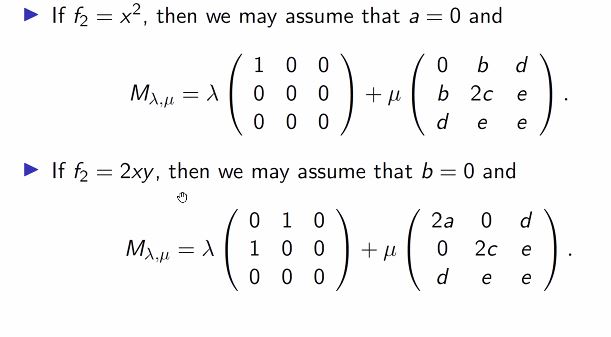 ▶ If f₂ = x², then we may assume that a = 0 and
M_{λ,μ} = λ ( 1 0 0 ; 0 0 0 ; 0 0 0 ) + μ ( 0 b d ; b 2c e ; d e e ) .
▶ If f₂ = 2xy, then we may assume that b = 0 and
M_{λ,μ} = λ ( 0 1 0 ; 1 0 0 ; 0 0 0 ) + μ ( 2a 0 d ; 0 2c e ; d e e ) .